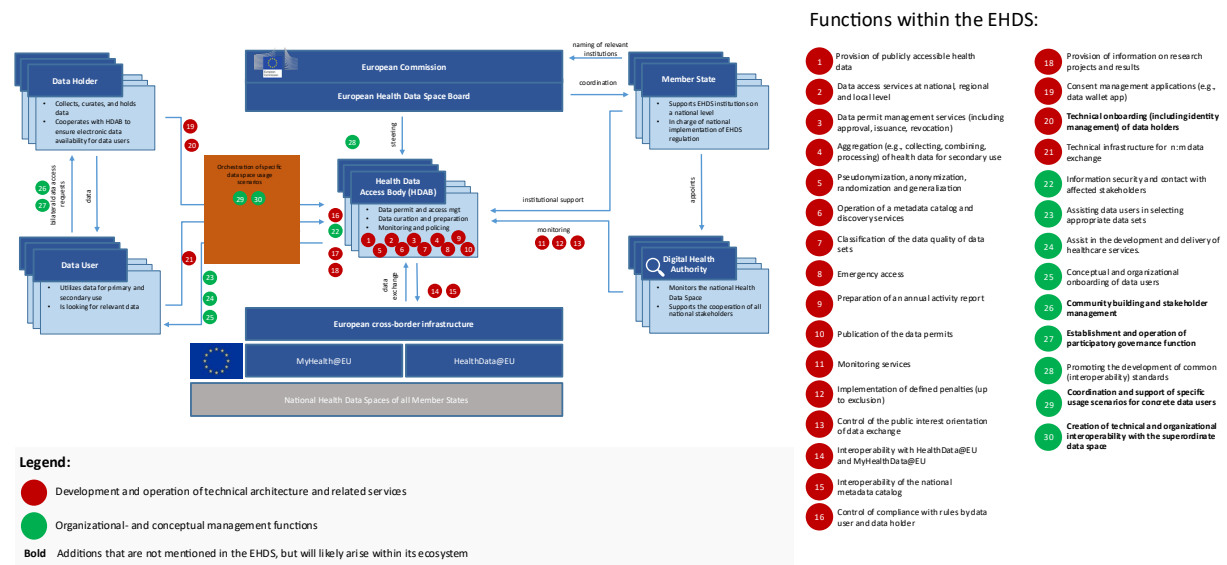 Functions within the EHDS:
Data Holder
• Collects, curates, and holds
data
• Cooperates with HDAB to
ensure electronic data
availability for data users
European Commission
European Health Data Space Board
naming of relevant
institutions
coordination
Member State
• Supports EHDS institutions on
a national level
• In charge of national
implementation of EHDS
regulation
19
20
28
steering
Orchestration of specific
data space usage
scenarios
29 30
Health Data
Access Body (HDAB)
• Data permit and access mgt
• Data curation and preparation
• Monitoring and policing
1 2 3 4 9
5 6 7 8 10
26
27
bilateral data access
requests
data
16
22
17
18
institutional support
monitoring
11 12 13
appoints
Data User
• Utilizes data for primary and
secondary use
• Is looking for relevant data
21
23
24
25
data
exchange
14 15
Digital Health
Authority
• Monitors the national Health
Data Space
• Supports the cooperation of all
national stakeholders
European cross-border infrastructure
MyHealth@EU
HealthData@EU
National Health Data Spaces of all Member States
Legend:
Development and operation of technical architecture and related services
Organizational- and conceptual management functions
Bold Additions that are not mentioned in the EHDS, but will likely arise within its ecosystem
1 Provision of publicly accessible health
data
2 Data access services at national, regional
and local level
3 Data permit management services (including
approval, issuance, revocation)
4 Aggregation (e.g., collecting, combining,
processing) of health data for secondary use
5 Pseudonymization, anonymization,
randomization and generalization
6 Operation of a metadata catalog and
discovery services
7 Classification of the data quality of data
sets
8 Emergency access
9 Preparation of an annual activity report
10 Publication of the data permits
11 Monitoring services
12 Implementation of defined penalties (up
to exclusion)
13 Control of the public interest orientation
of data exchange
14 Interoperability with HealthData@EU
and MyHealthData@EU
15 Interoperability of the national
metadata catalog
16 Control of compliance with rules by data
user and data holder
18 Provision of information on research
projects and results
19 Consent management applications (e.g.,
data wallet app)
20 Technical onboarding (including identity
management) of data holders
21 Technical infrastructure for n:m data
exchange
22 Information security and contact with
affected stakeholders
23 Assisting data users in selecting
appropriate data sets
24 Assist in the development and delivery of
healthcare services.
25 Conceptual and organizational
onboarding of data users
26 Community building and stakeholder
management
27 Establishment and operation of
participatory governance function
28 Promoting the development of common
(interoperability) standards
29 Coordination and support of specific
usage scenarios for concrete data users
30 Creation of technical and organizational
interoperability with the superordinate
data space